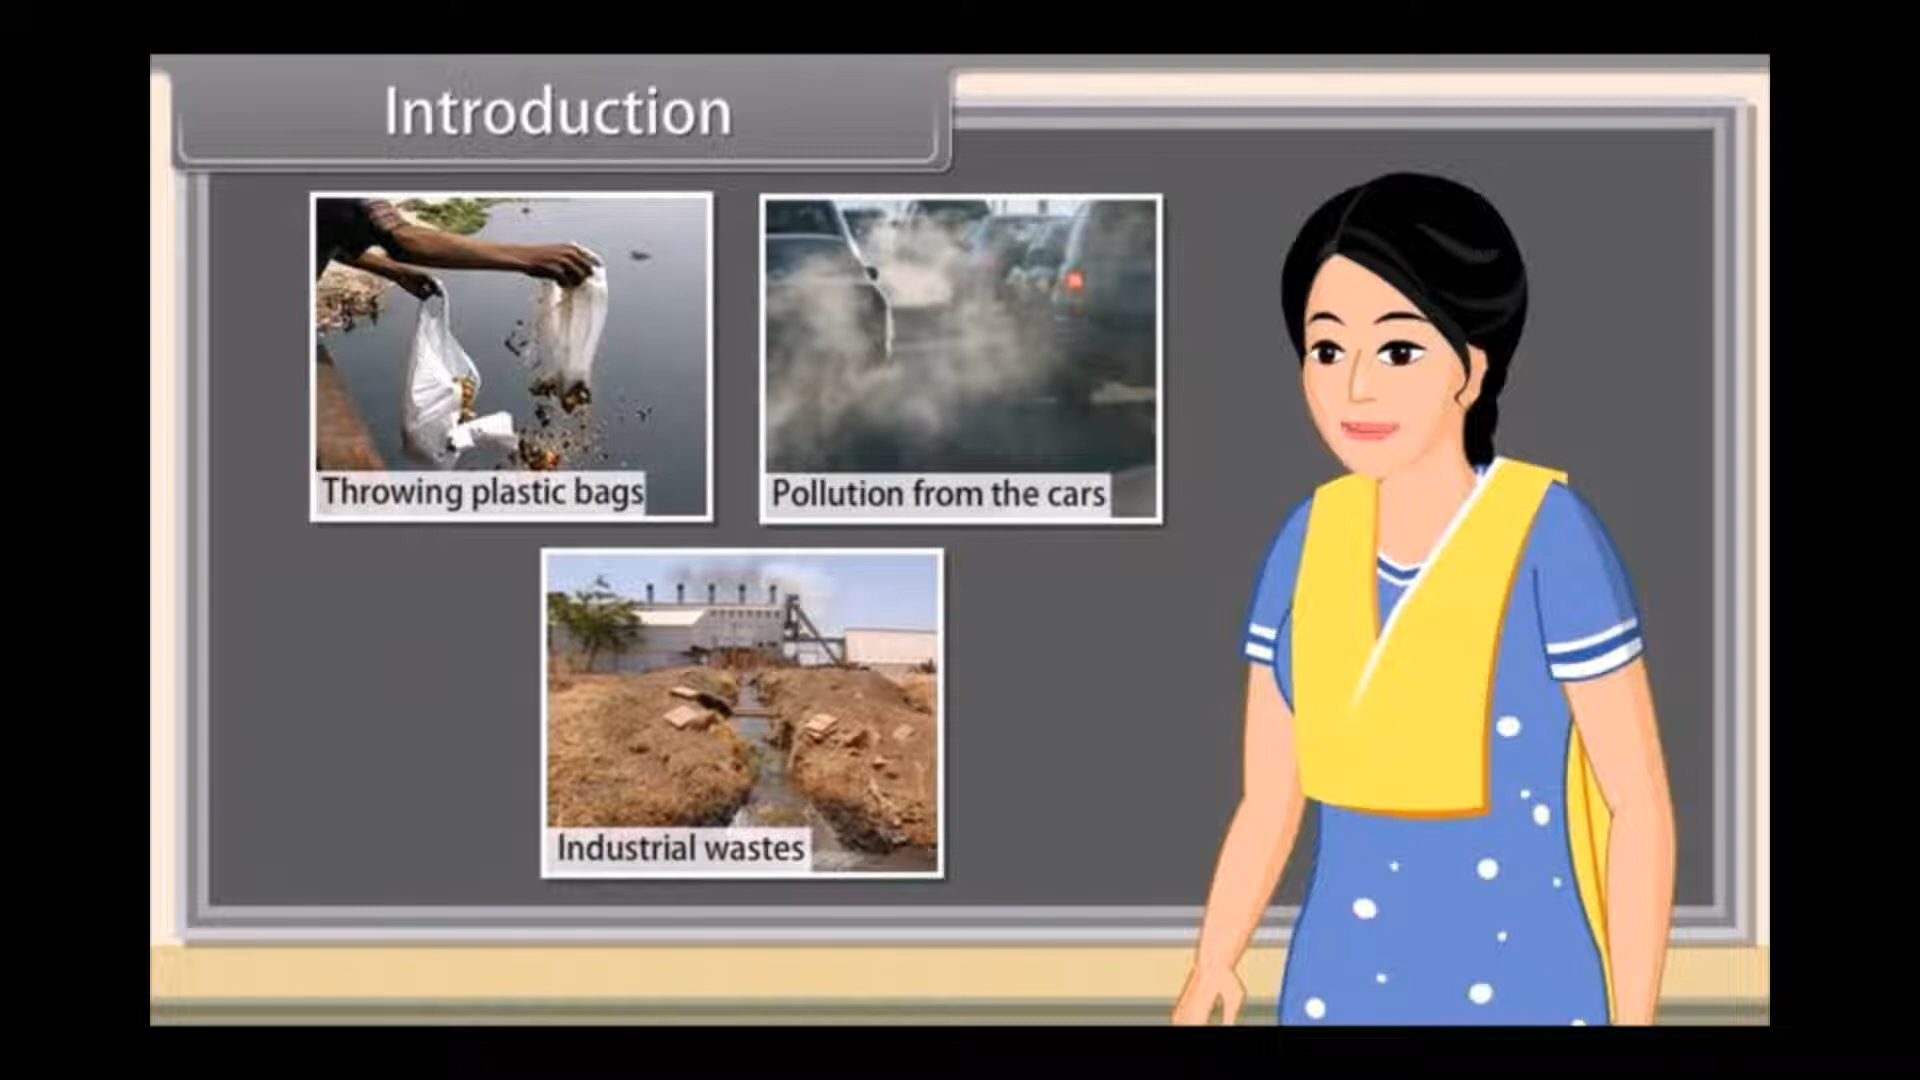 Introduction
Throwing plastic bags
Pollution from the cars
Industrial wastes